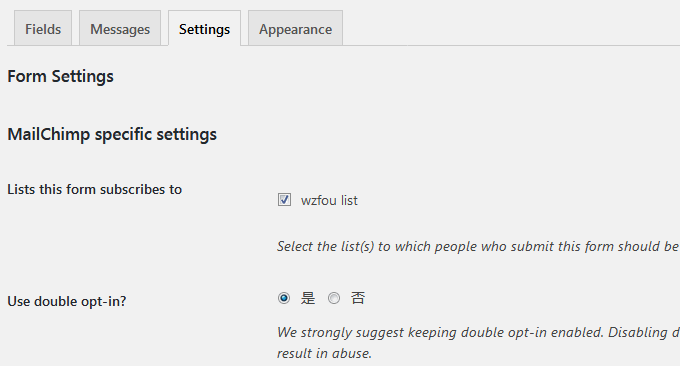 Fields Messages Settings Appearance
Form Settings
MailChimp specific settings
Lists this form subscribes to
wzfou list
Select the list(s) to which people who submit this form should be
Use double opt-in?
是 否
We strongly suggest keeping double opt-in enabled. Disabling d
result in abuse.